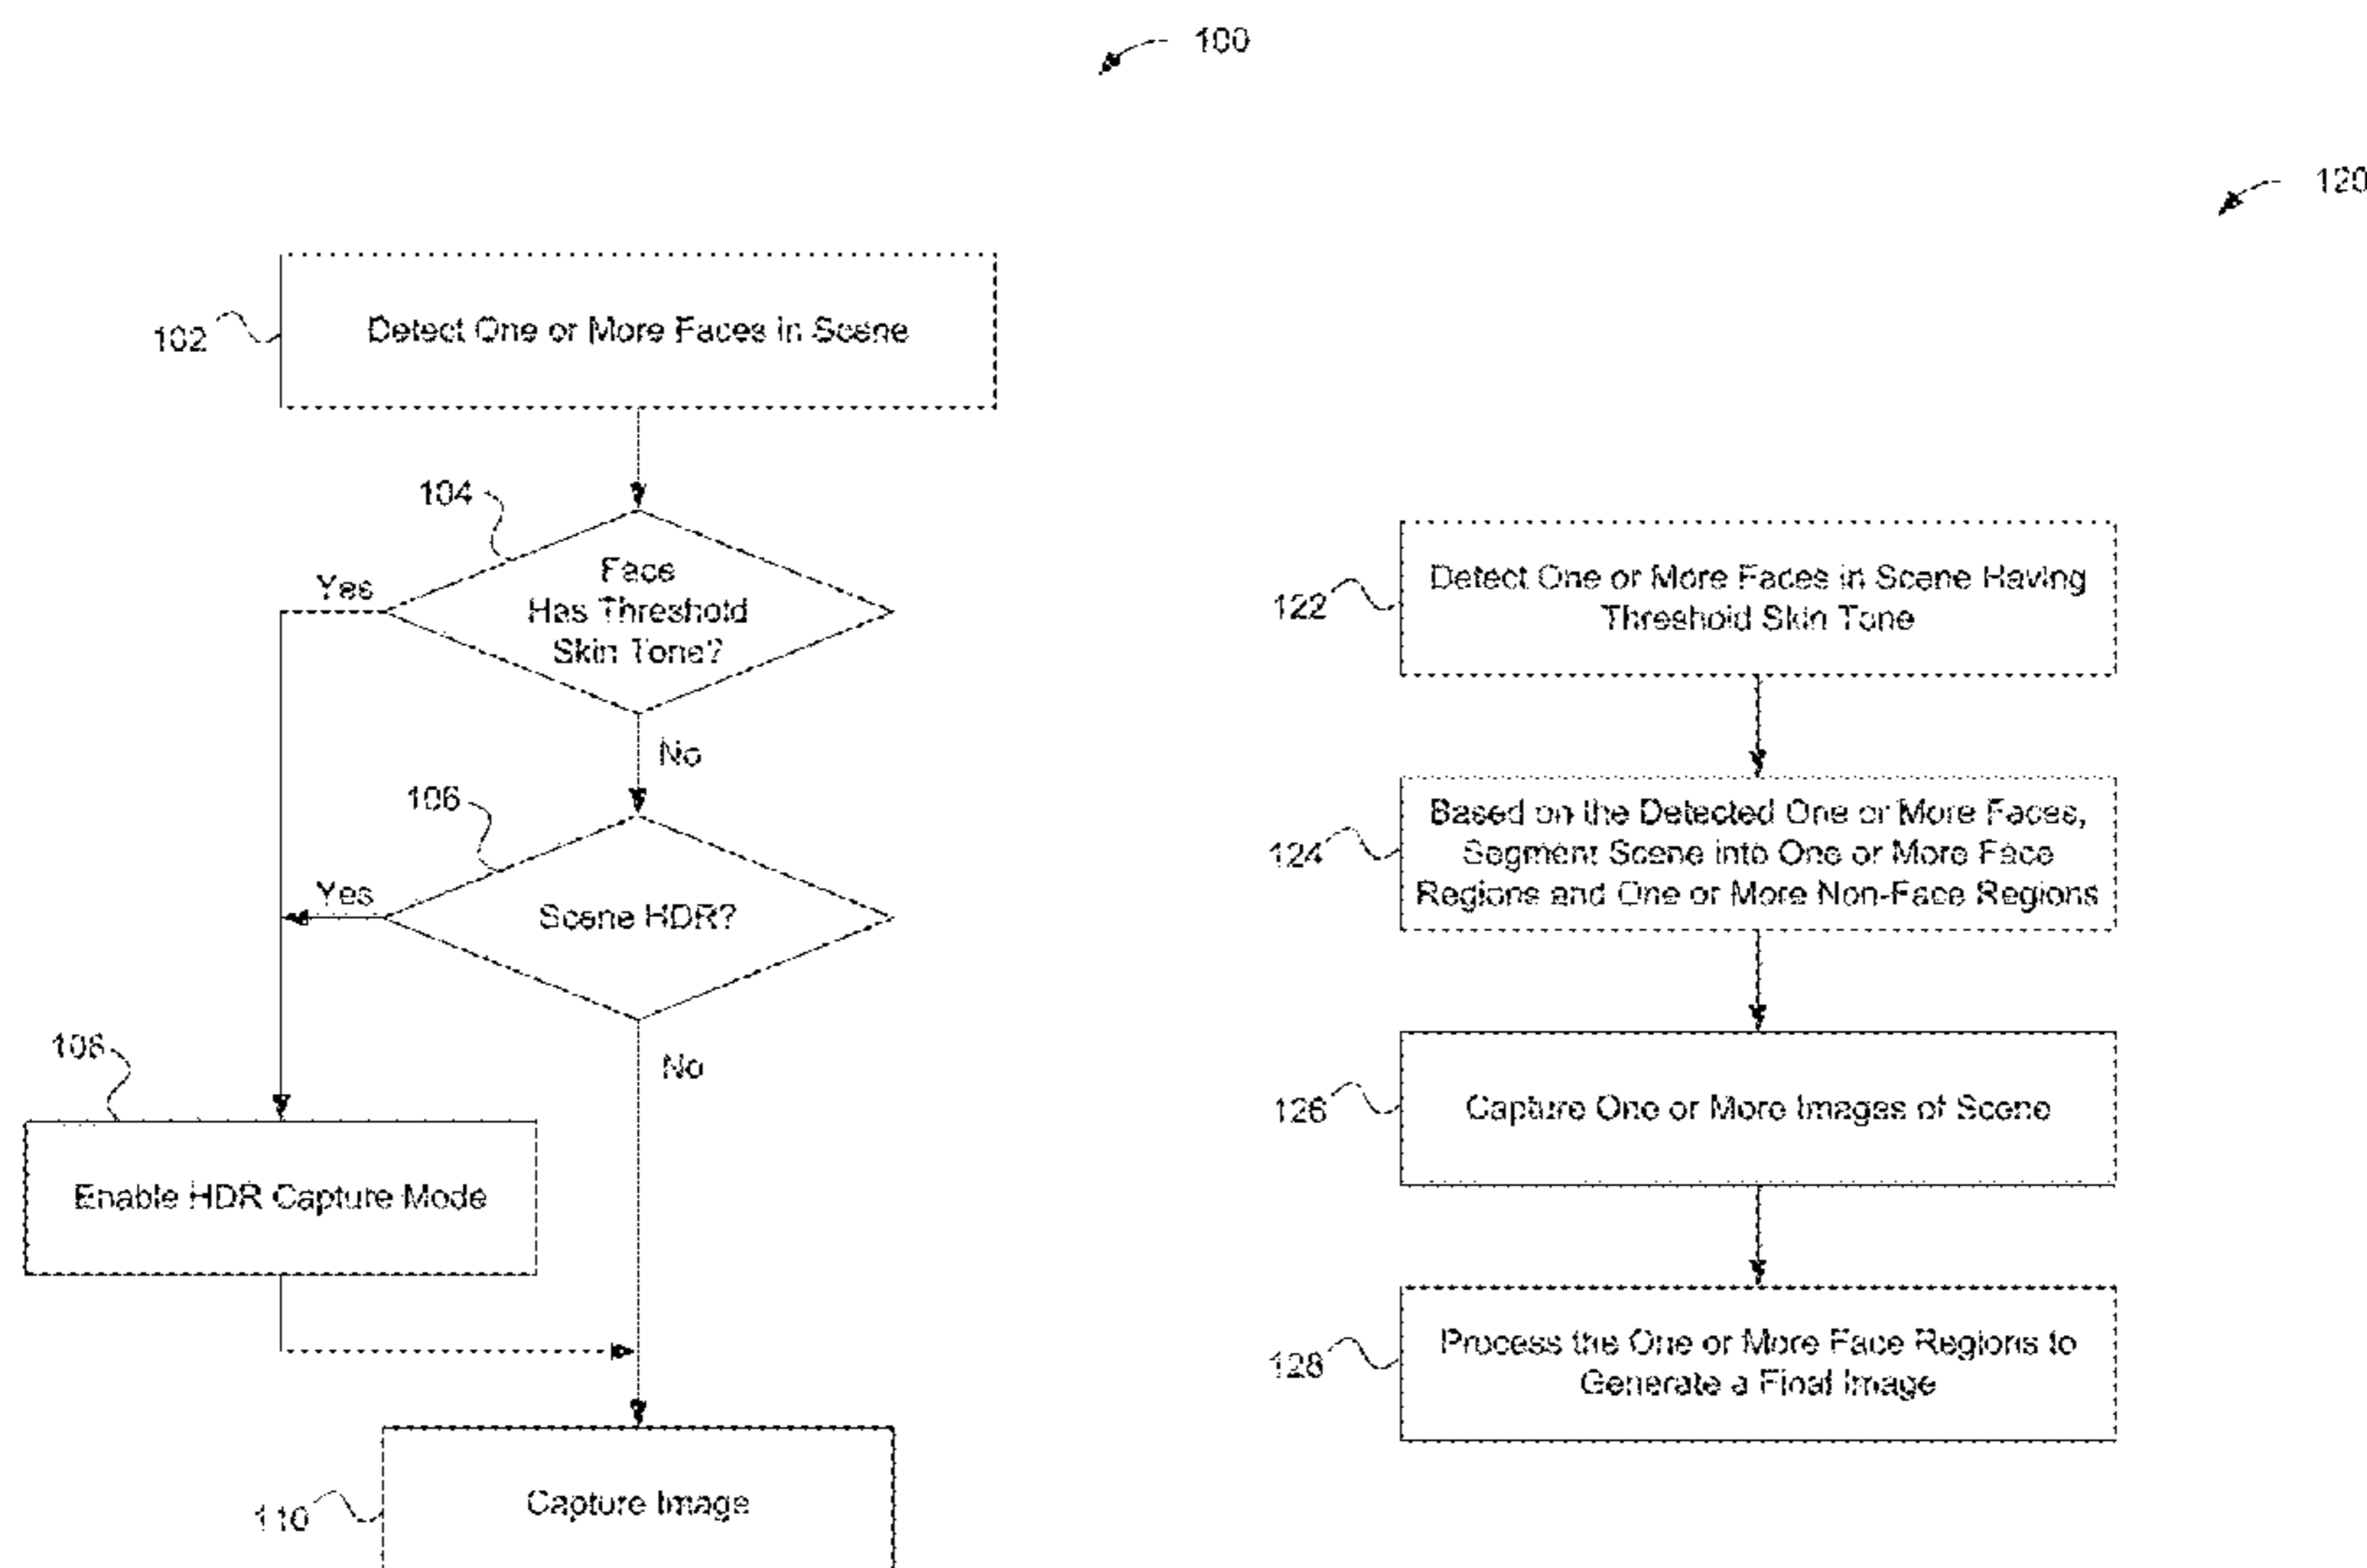 100
120
102
Detect One or More Faces in Scene
104
Face
Has Threshold
Skin Tone?
Yes
No
106
Scene HDR?
Yes
No
108
Enable HDR Capture Mode
110
Capture Image
122
Detect One or More Faces in Scene Having
Threshold Skin Tone
124
Based on the Detected One or More Faces,
Segment Scene into One or More Face
Regions and One or More Non-Face Regions
126
Capture One or More Images of Scene
128
Process the One or More Face Regions to
Generate a Final Image